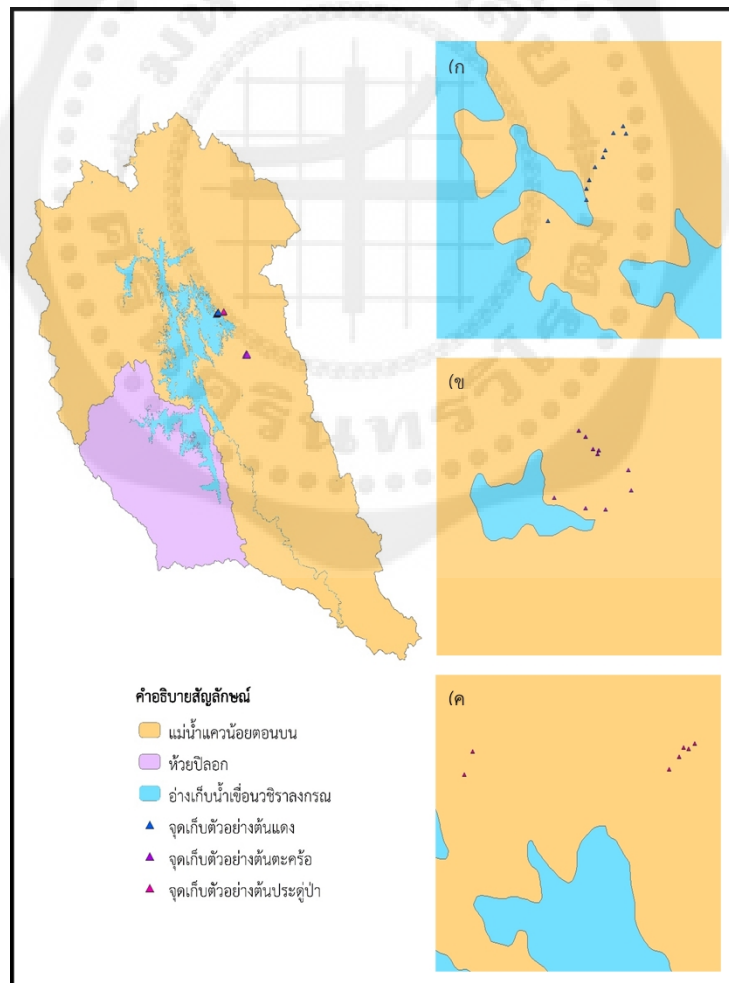 (ก
(ข
(ค
คำอธิบายสัญลักษณ์
แม่น้ำแควน้อยตอนบน
ห้วยปิลอก
อ่างเก็บน้ำเขื่อนวชิราลงกรณ
จุดเก็บตัวอย่างต้นแดง
จุดเก็บตัวอย่างต้นตะคร้อ
จุดเก็บตัวอย่างต้นประดู่ป่า